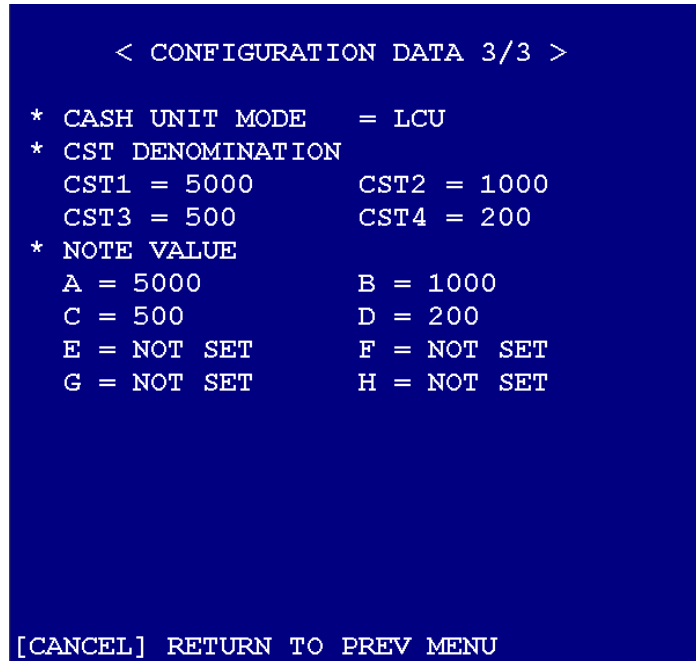 < CONFIGURATION DATA 3/3 >
* CASH UNIT MODE = LCU
* CST DENOMINATION
CST1 = 5000 CST2 = 1000
CST3 = 500 CST4 = 200
* NOTE VALUE
A = 5000 B = 1000
C = 500 D = 200
E = NOT SET F = NOT SET
G = NOT SET H = NOT SET
[CANCEL] RETURN TO PREV MENU